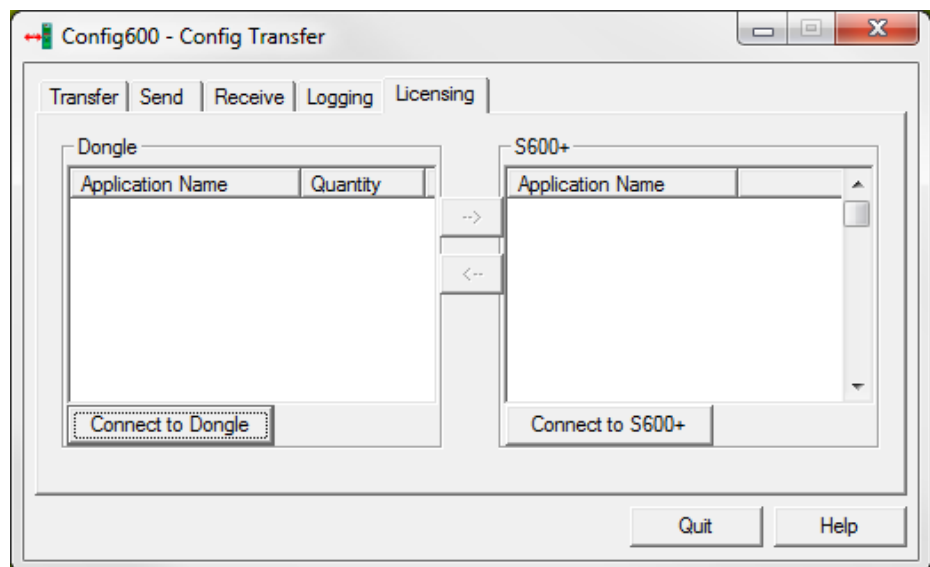 Config600 - Config Transfer
Transfer Send Receive Logging Licensing
Dongle
Application Name Quantity
-->
<--
Connect to Dongle
S600+
Application Name
Connect to S600+
Quit Help